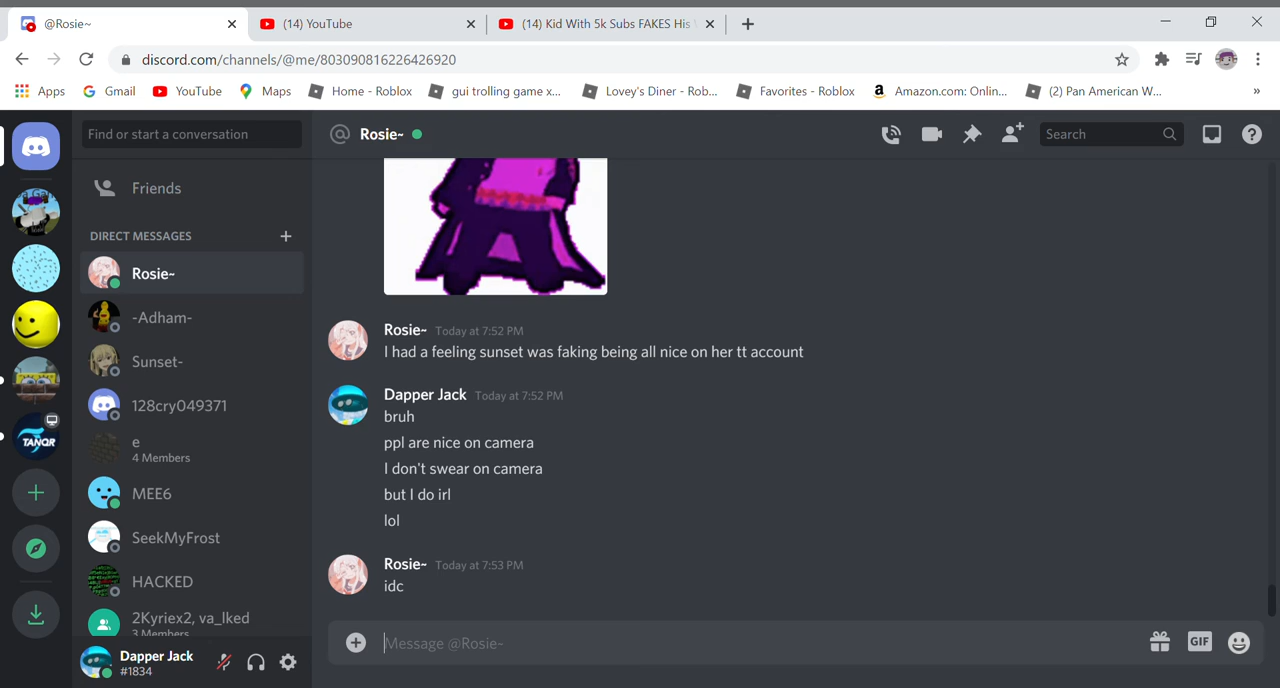 @Rosie~
(14) YouTube
(14) Kid With 5k Subs FAKES His
discord.com/channels/@me/803090816226426920
Apps
Gmail
YouTube
Maps
Home - Roblox
gui trolling game x...
Lovey's Diner - Rob...
Favorites - Roblox
Amazon.com: Onlin...
(2) Pan American W...
»
Find or start a conversation
Rosie~
Search
Friends
DIRECT MESSAGES
Rosie~
-Adham-
Sunset-
128cry049371
e
4 Members
MEE6
SeekMyFrost
HACKED
2Kyriex2, va_lked
3 Members
Dapper Jack
#1834
TANQR
Rosie~ Today at 7:52 PM
I had a feeling sunset was faking being all nice on her tt account
Dapper Jack Today at 7:52 PM
bruh
ppl are nice on camera
I don't swear on camera
but I do irl
lol
Rosie~ Today at 7:53 PM
idc
Message @Rosie~
GIF